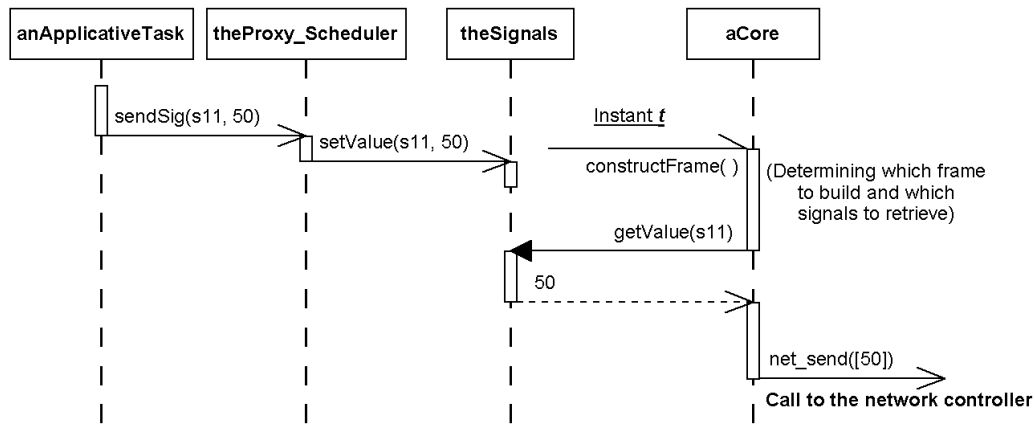 anApplicativeTask
theProxy_Scheduler
theSignals
aCore
sendSig(s11, 50)
setValue(s11, 50)
Instant t
constructFrame( )
(Determining which frame
to build and which
signals to retrieve)
getValue(s11)
50
net_send([50])
Call to the network controller